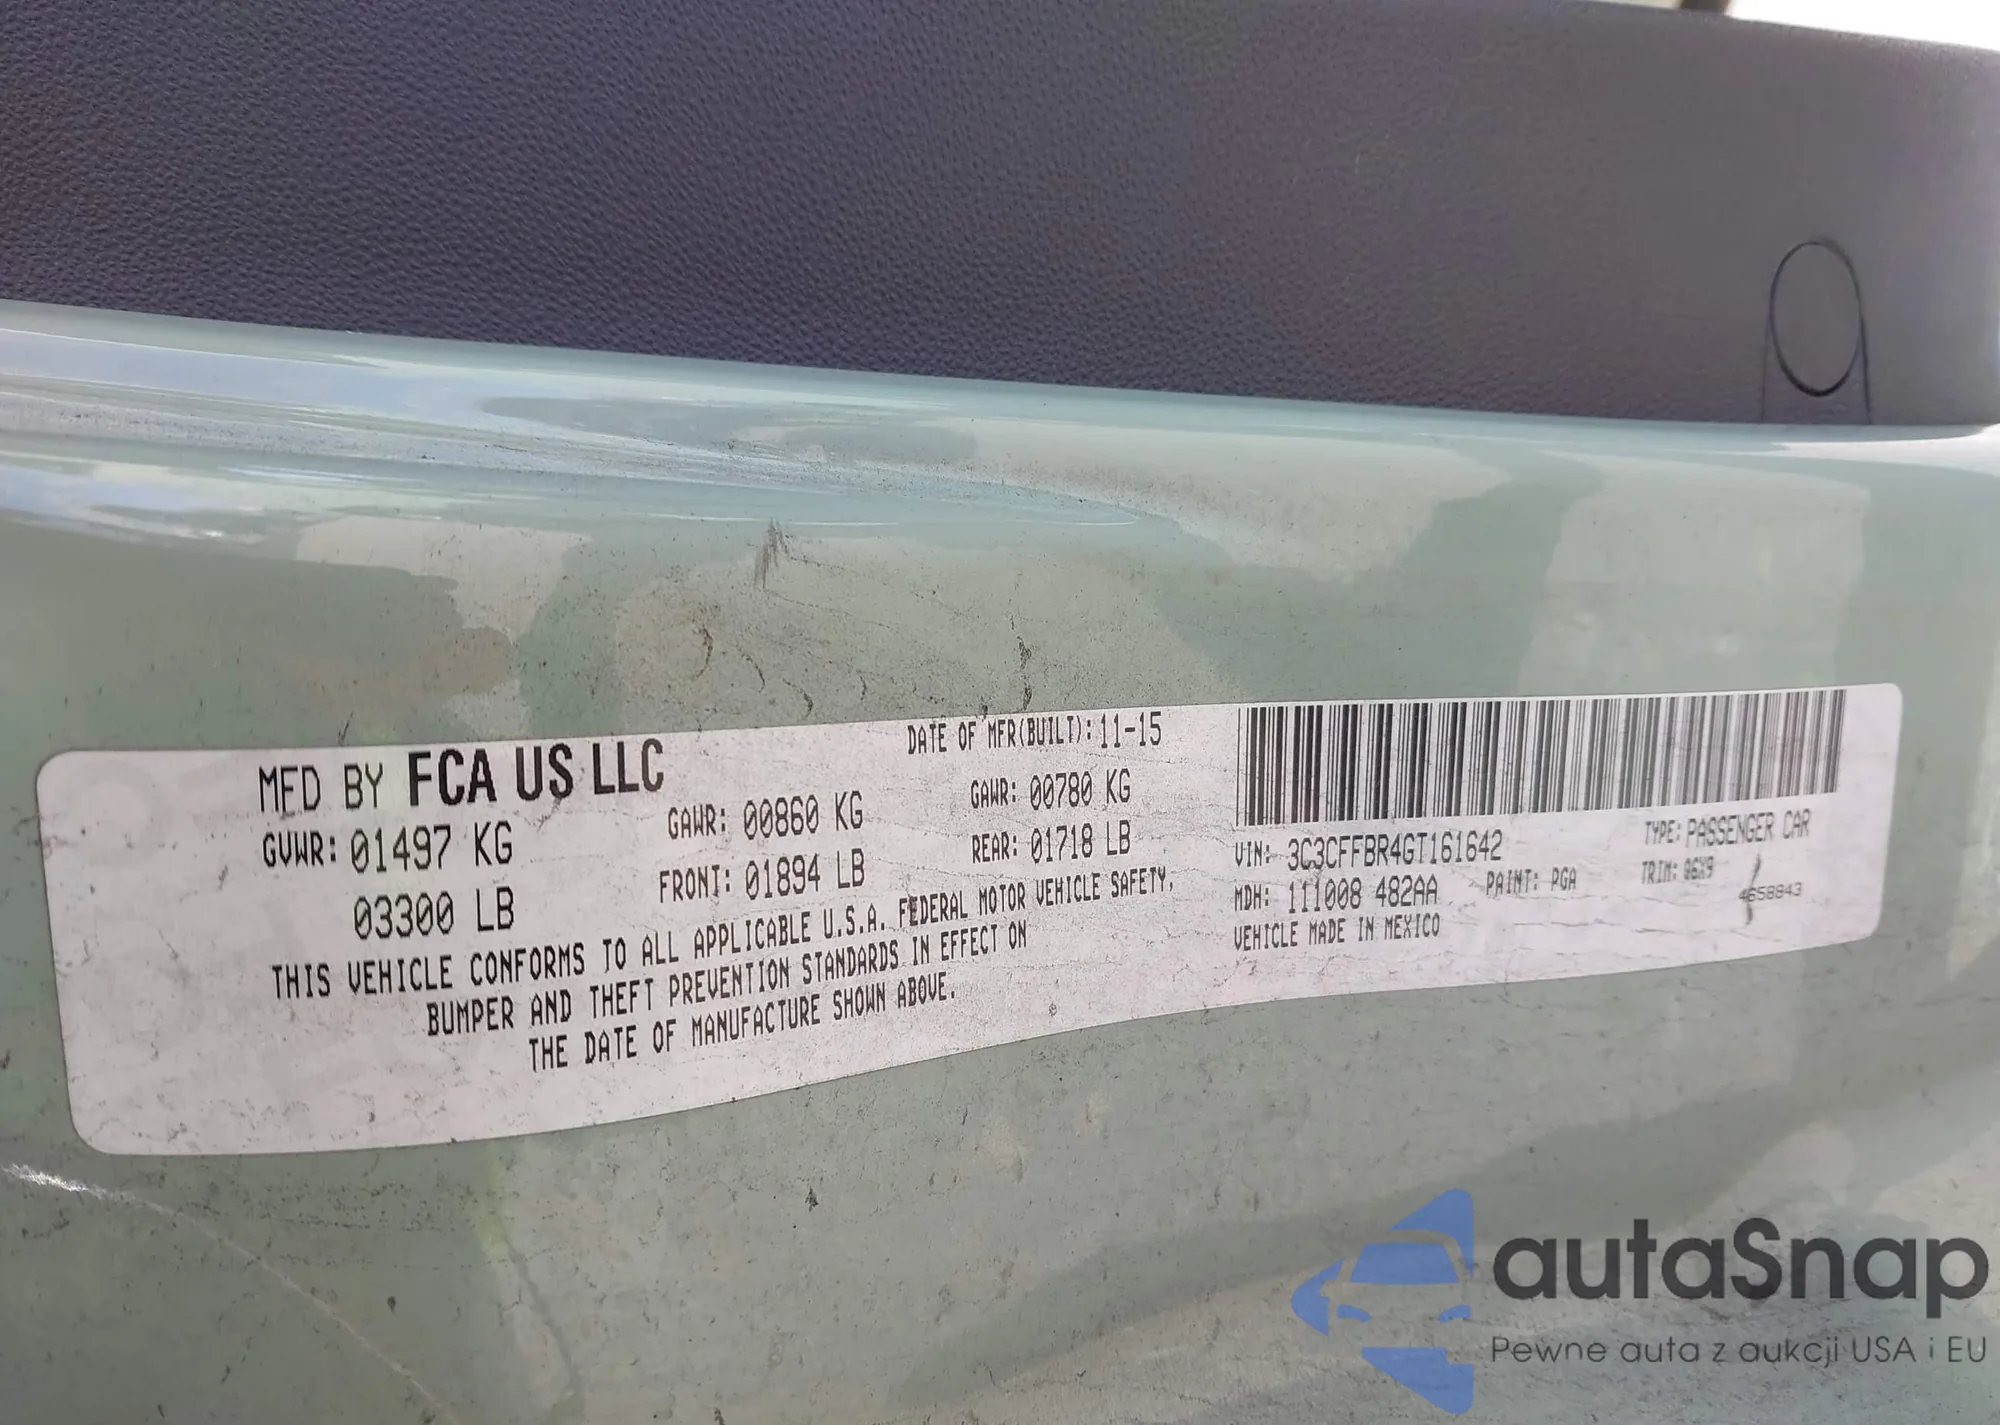 MFD BY FCA US LLC
DATE OF MFR(BUILT): 11-15
GVWR: 01497 KG
03300 LB
GAWR: 00860 KG
FRONT: 01894 LB
GAWR: 00780 KG
REAR: 01718 LB
THIS VEHICLE CONFORMS TO ALL APPLICABLE U.S.A. FEDERAL MOTOR VEHICLE SAFETY,
BUMPER AND THEFT PREVENTION STANDARDS IN EFFECT ON
THE DATE OF MANUFACTURE SHOWN ABOVE.
VIN: 3C3CFFBR4GT161642
TYPE: PASSENGER CAR
MDH: 111008 482AA
PAINT: PGA
TRIM: Q6X9
4658843
VEHICLE MADE IN MEXICO
autaSnap
Pewne auta z aukcji USA i EU